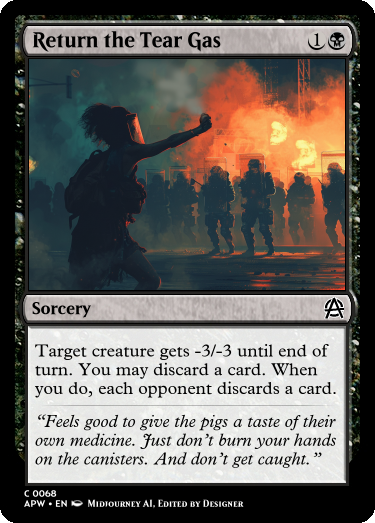 Return the Tear Gas 1
Sorcery
Target creature gets -3/-3 until end of
turn. You may discard a card. When
you do, each opponent discards a card.
“Feels good to give the pigs a taste of their
own medicine. Just don’t burn your hands
on the canisters. And don’t get caught.”
C 0068
APW • EN Midjourney AI, Edited by Designer